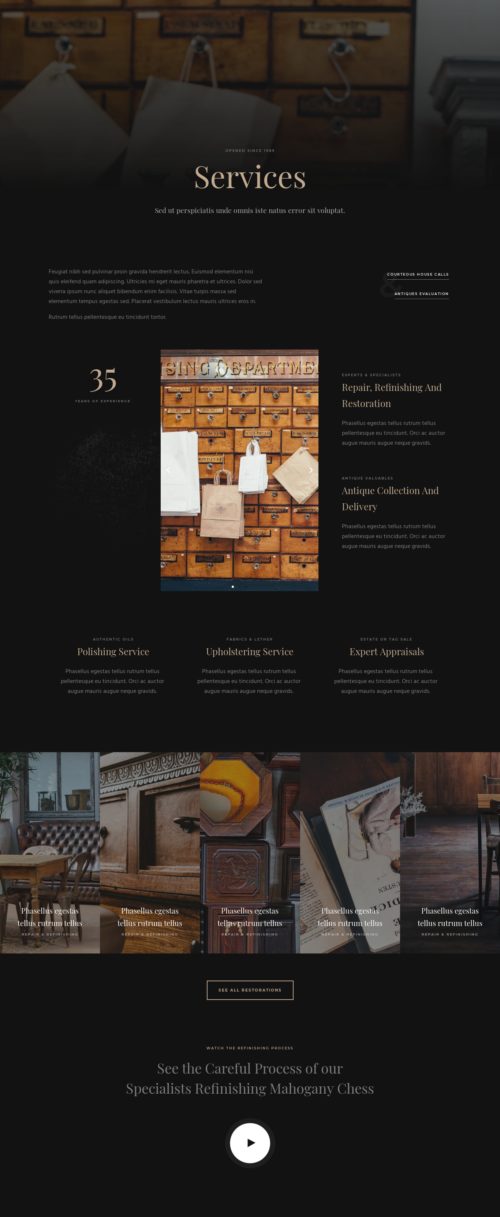 Services
Sed ut perspiciatis unde omnis iste natus error sit voluptat.
Feugiat nibh sed pulvinar proin gravida hendrerit lectus. Euismod elementum nisi
quis eleifend quam adipiscing. Ultricies mi eget mauris pharetra et ultrices. Dolor sed
viverra ipsum nunc aliquet bibendum enim facilisis. Vitae turpis massa sed
elementum tempus egestas sed. Placerat vestibulum lectus mauris ultrices eros in.
Rutrum tellus pellentesque eu tincidunt tortor.
&
COURTEOUS HOUSE CALLS
ANTIQUES EVALUATION
35
YEARS OF EXPERIENCE
SING DEPARTME
EXPERTS & SPECIALISTS
Repair, Refinishing And
Restoration
Phasellus egestas tellus rutrum tellus
pellentesque eu tincidunt. Orci ac auctor
augue mauris augue neque gravids.
ANTIQUE VALUABLES
Antique Collection And
Delivery
Phasellus egestas tellus rutrum tellus
pellentesque eu tincidunt. Orci ac auctor
augue mauris augue neque gravids.
AUTHENTIC OILS
Polishing Service
Phasellus egestas tellus rutrum tellus
pellentesque eu tincidunt. Orci ac auctor
augue mauris augue neque gravids.
FABRICS & LETHER
Upholstering Service
Phasellus egestas tellus rutrum tellus
pellentesque eu tincidunt. Orci ac auctor
augue mauris augue neque gravids.
ESTATE OR TAG SALE
Expert Appraisals
Phasellus egestas tellus rutrum tellus
pellentesque eu tincidunt. Orci ac auctor
augue mauris augue neque gravids.
Phasellus egestas
tellus rutrum tellus
REPAIR & REFINISHING
Phasellus egestas
tellus rutrum tellus
REPAIR & REFINISHING
Phasellus egestas
tellus rutrum tellus
REPAIR & REFINISHING
Phasellus egestas
tellus rutrum tellus
REPAIR & REFINISHING
Phasellus egestas
tellus rutrum tellus
REPAIR & REFINISHING
SEE ALL RESTORATIONS
WATCH THE REFINISHING PROCESS
See the Careful Process of our
Specialists Refinishing Mahogany Chess